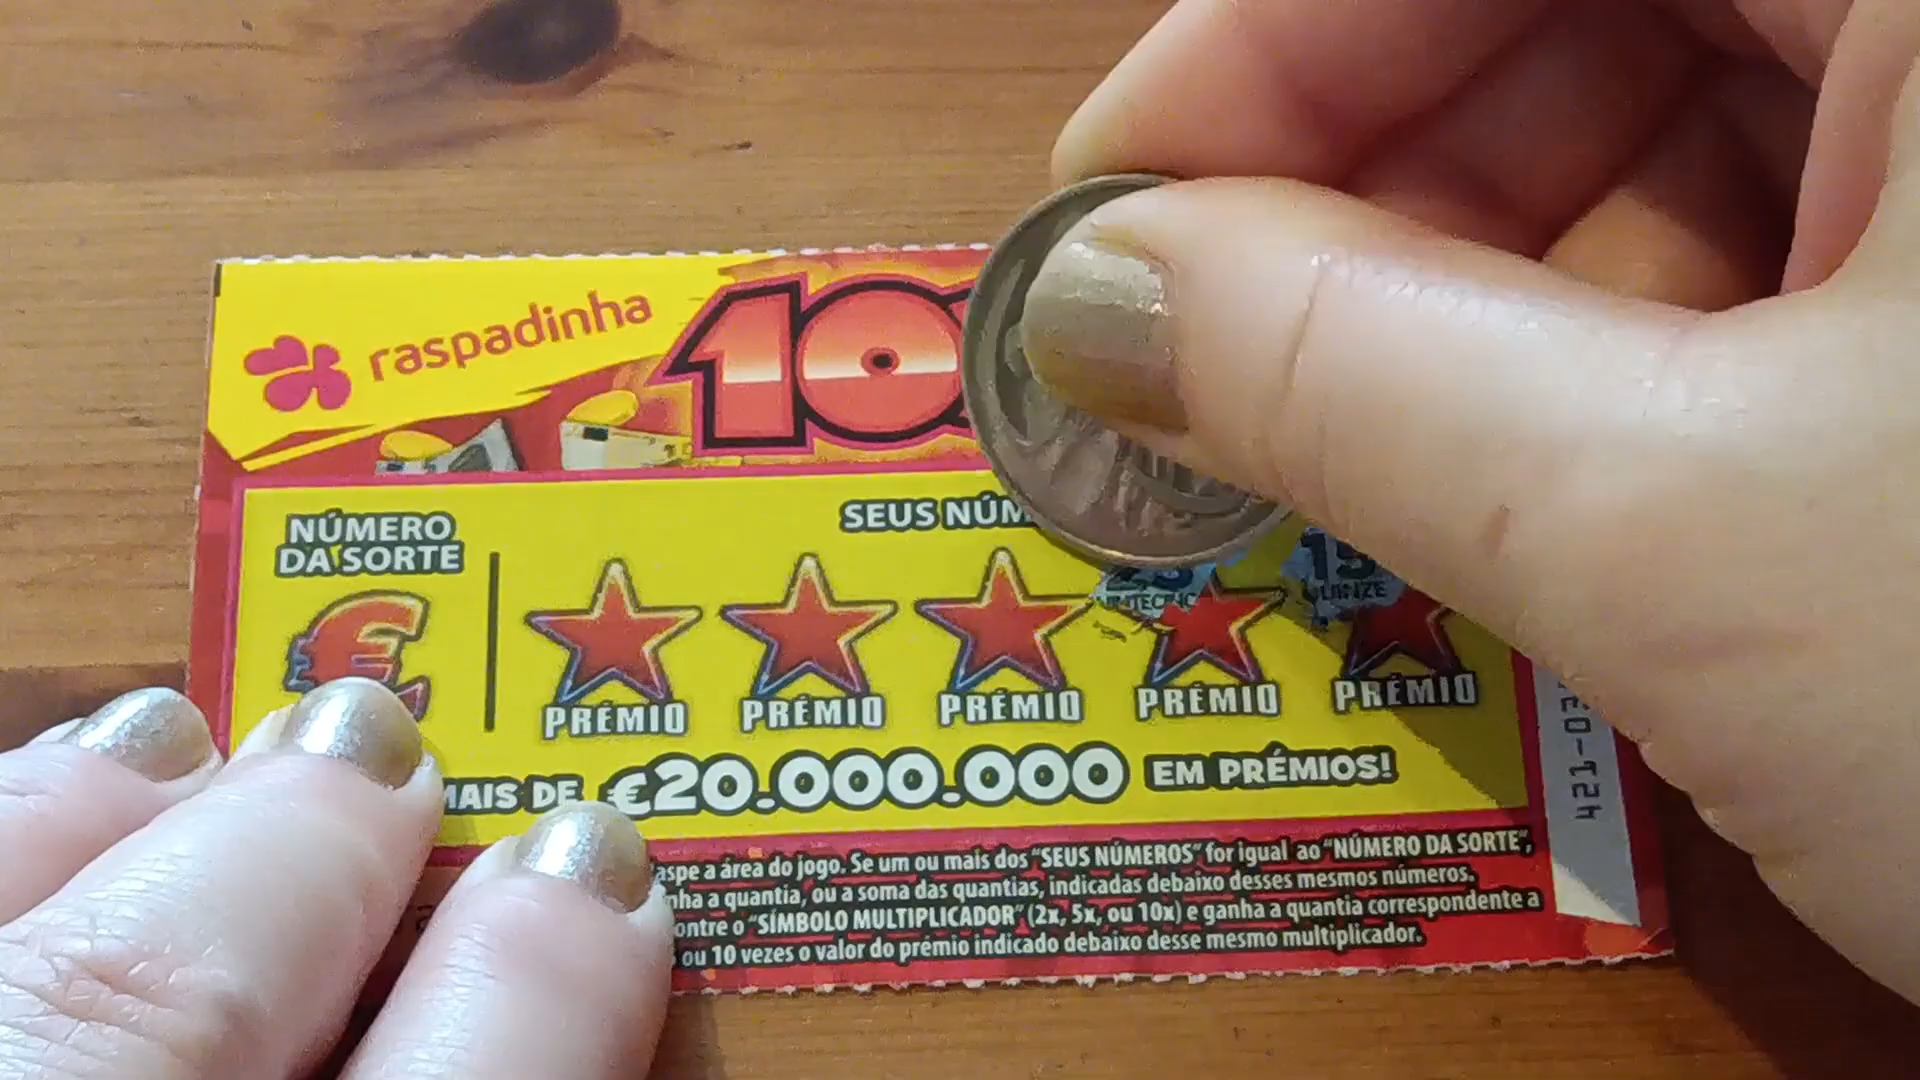 raspadinha
10
NÚMERO
DA SORTE
SEUS NÚM
15
PRÉMIO PRÉMIO PRÉMIO PRÉMIO PRÉMIO
MAIS DE €20.000.000 EM PRÉMIOS!
aspe a área do jogo. Se um ou mais dos "SEUS NÚMEROS" for igual ao "NÚMERO DA SORTE",
nha a quantia, ou a soma das quantias, indicadas debaixo desses mesmos números.
ontre o "SÍMBOLO MULTIPLICADOR" (2x, 5x, ou 10x) e ganha a quantia correspondente a
ou 10 vezes o valor do prémio indicado debaixo desse mesmo multiplicador.